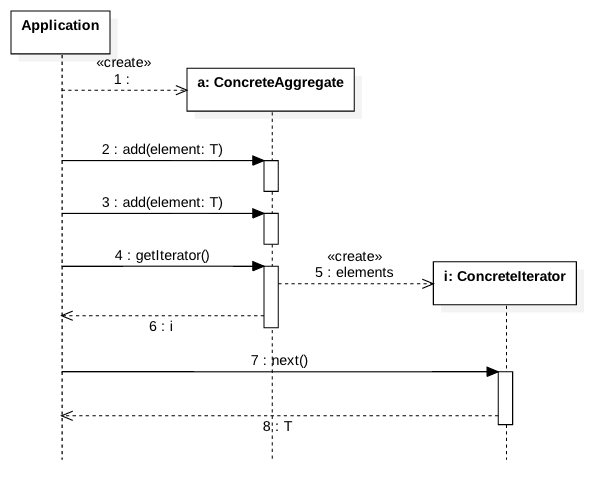 Application
«create»
1 :
a: ConcreteAggregate
2 : add(element: T)
3 : add(element: T)
4 : getIterator()
«create»
5 : elements
i: ConcreteIterator
6 : i
7 : next()
8 : T